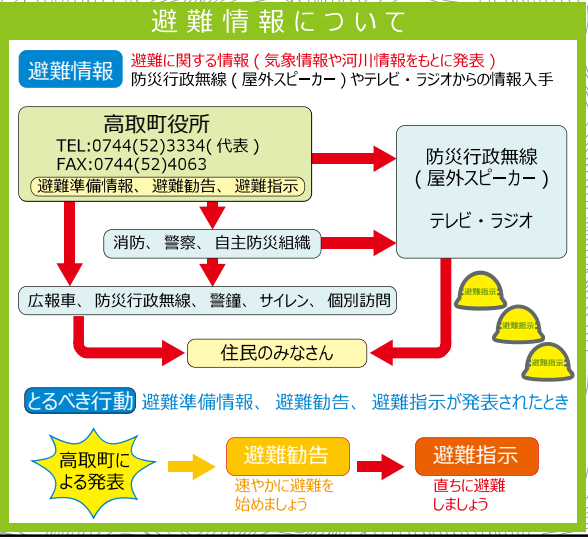 避難情報について
避難情報
避難に関する情報 ( 気象情報や河川情報をもとに発表 )
防災行政無線 ( 屋外スピーカー ) やテレビ・ラジオからの情報入手
高取町役所
TEL:0744(52)3334( 代表 )
FAX:0744(52)4063
避難準備情報、避難勧告、避難指示
防災行政無線
( 屋外スピーカー )
テレビ・ラジオ
消防、警察、自主防災組織
広報車、防災行政無線、警鐘、サイレン、個別訪問
住民のみなさん
避難指示
避難指示
避難指示
とるべき行動 避難準備情報、避難勧告、避難指示が発表されたとき
高取町に
よる発表
避難勧告
速やかに避難を
始めましょう
避難指示
直ちに避難
しましょう